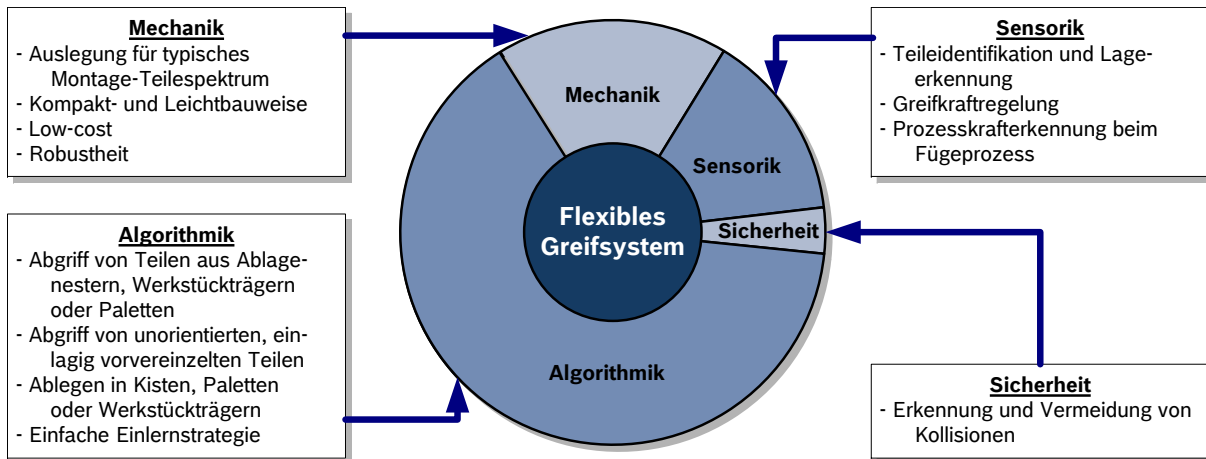 Mechanik
- Auslegung für typisches
Montage-Teilespektrum
- Kompakt- und Leichtbauweise
- Low-cost
- Robustheit
Algorithmik
- Abgriff von Teilen aus Ablage-
nestern, Werkstückträgern
oder Paletten
- Abgriff von unorientierten, ein-
lagig vorvereinzelten Teilen
- Ablegen in Kisten, Paletten
oder Werkstückträgern
- Einfache Einlernstrategie
Mechanik
Sensorik
Flexibles
Greifsystem
Sicherheit
Algorithmik
Sensorik
- Teileidentifikation und Lage-
erkennung
- Greifkraftregelung
- Prozesskrafterkennung beim
Fügeprozess
Sicherheit
- Erkennung und Vermeidung von
Kollisionen